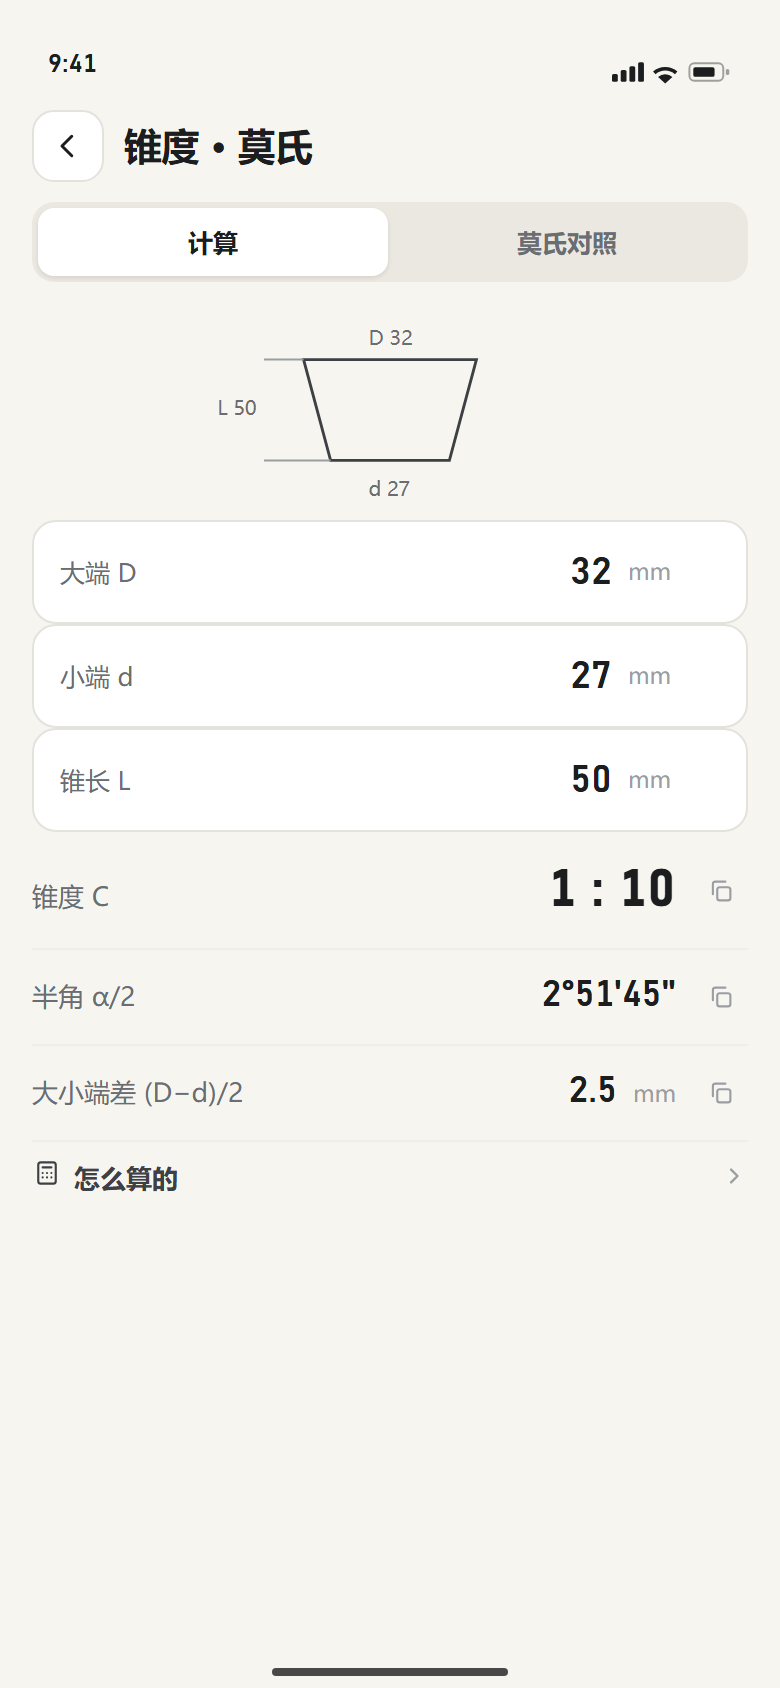 9:41
锥度·莫氏
计算
莫氏对照
D 32
L 50
d 27
大端 D 32 mm
小端 d 27 mm
锥长 L 50 mm
锥度 C 1 : 10
半角 α/2 2°51'45"
大小端差 (D−d)/2 2.5 mm
怎么算的